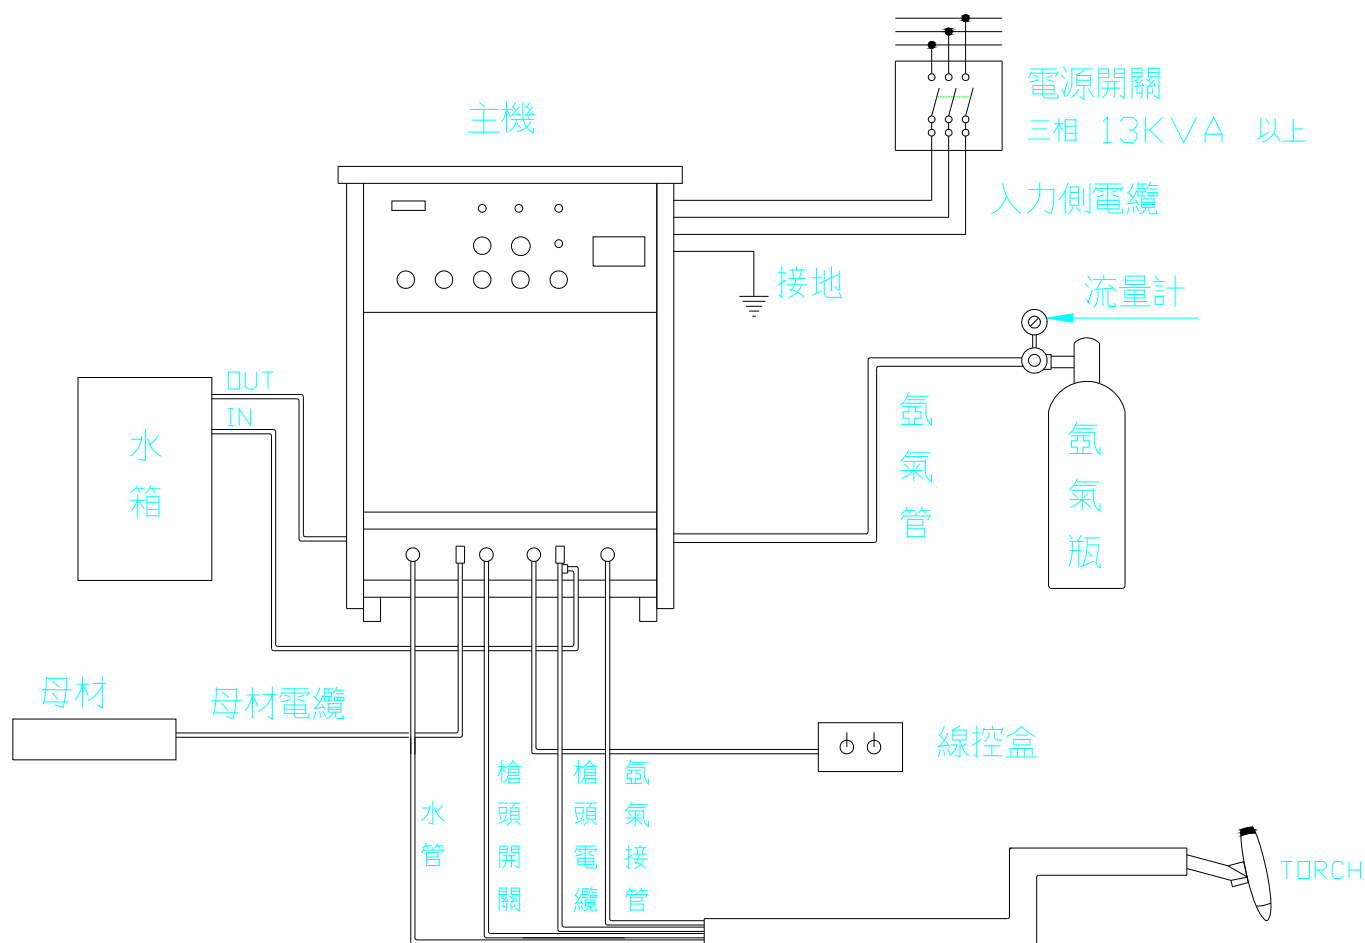 電源開關
三相 13KVA 以上
主機
入力側電纜
接地
流量計
OUT
IN
水箱
氬氣管
氬氣瓶
母材
母材電纜
線控盒
水管
槍頭開關
槍頭電纜
氬氣接管
TORCH